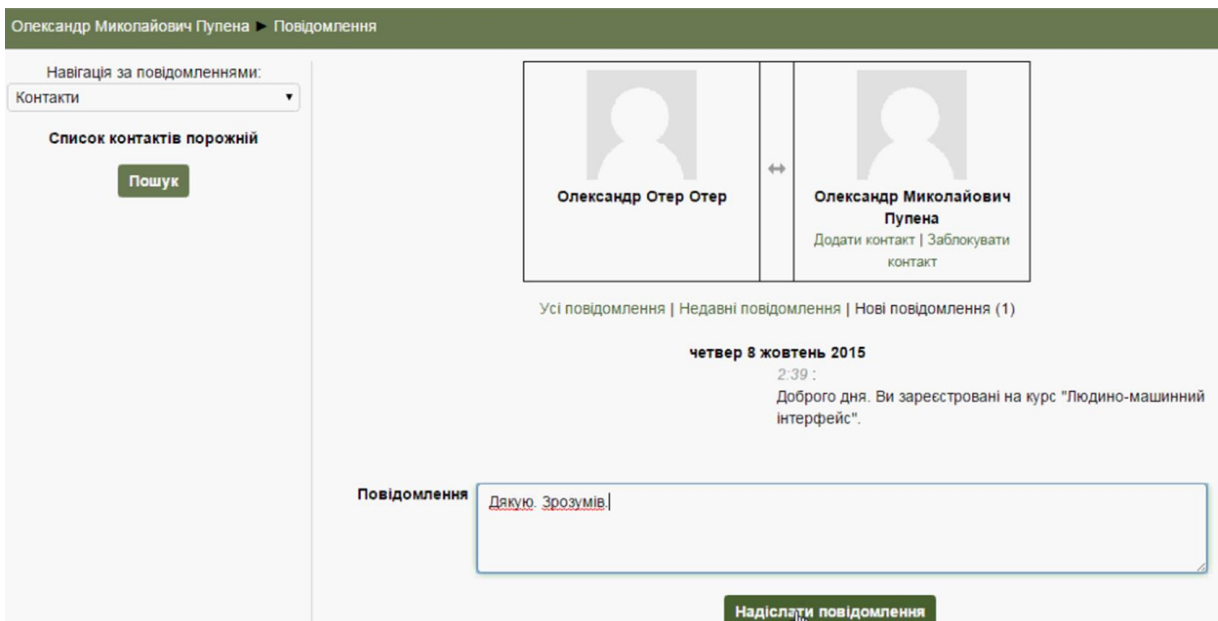 Олександр Миколайович Пупена ► Повідомлення
Навігація за повідомленнями:
Контакти
Список контактів порожній
Пошук
Олександр Отер Отер
↔
Олександр Миколайович
Пупена
Додати контакт | Заблокувати
контакт
Усі повідомлення | Недавні повідомлення | Нові повідомлення (1)
четвер 8 жовтень 2015
2:39 :
Доброго дня. Ви зареєстровані на курс "Людино-машинний
інтерфейс".
Повідомлення
Дякую. Зрозумів.
Надіслати повідомлення